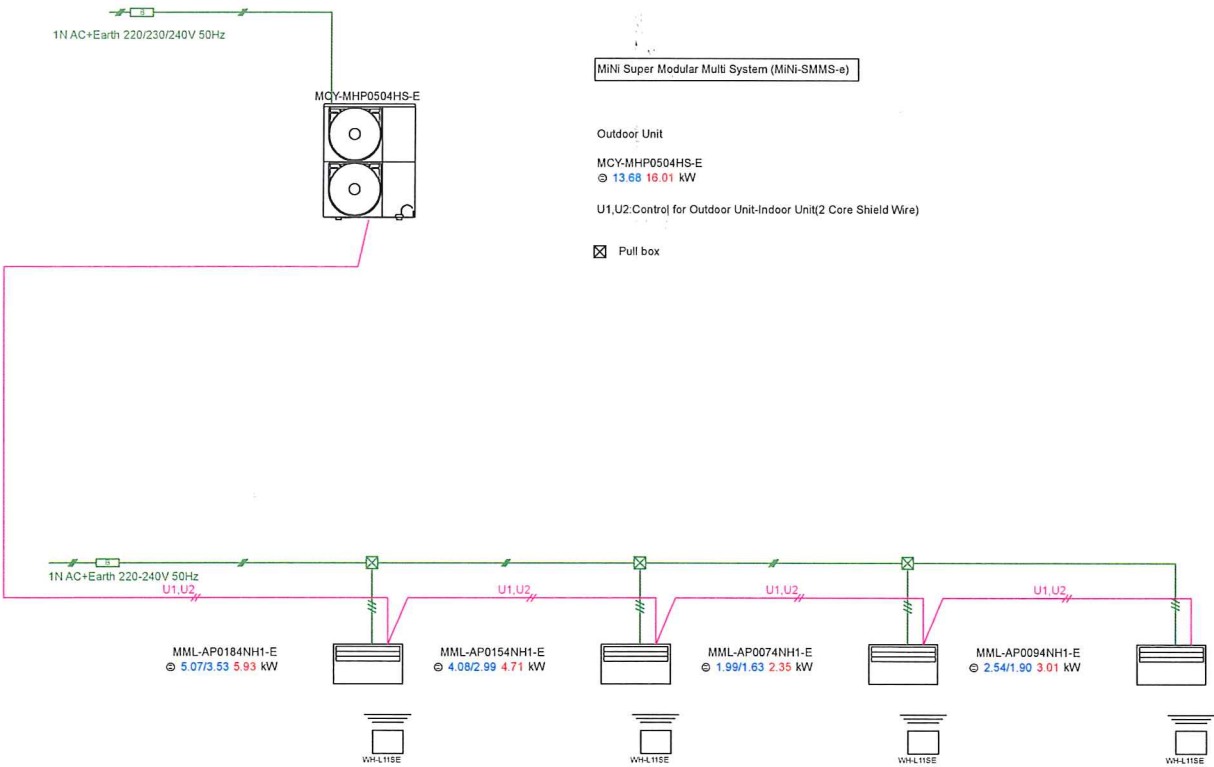 1N AC+Earth 220/230/240V 50Hz
MCY-MHP0504HS-E
MiNi Super Modular Multi System (MiNi-SMMS-e)
Outdoor Unit
MCY-MHP0504HS-E
13.68 16.01 kW
U1,U2:Control for Outdoor Unit-Indoor Unit(2 Core Shield Wire)
Pull box
1N AC+Earth 220-240V 50Hz
U1,U2
U1,U2
U1,U2
U1,U2
MML-AP0184NH1-E
5.07/3.53 5.93 kW
MML-AP0154NH1-E
4.08/2.99 4.71 kW
MML-AP0074NH1-E
1.99/1.63 2.35 kW
MML-AP0094NH1-E
2.54/1.90 3.01 kW
WH-L11SE
WH-L11SE
WH-L11SE
WH-L11SE